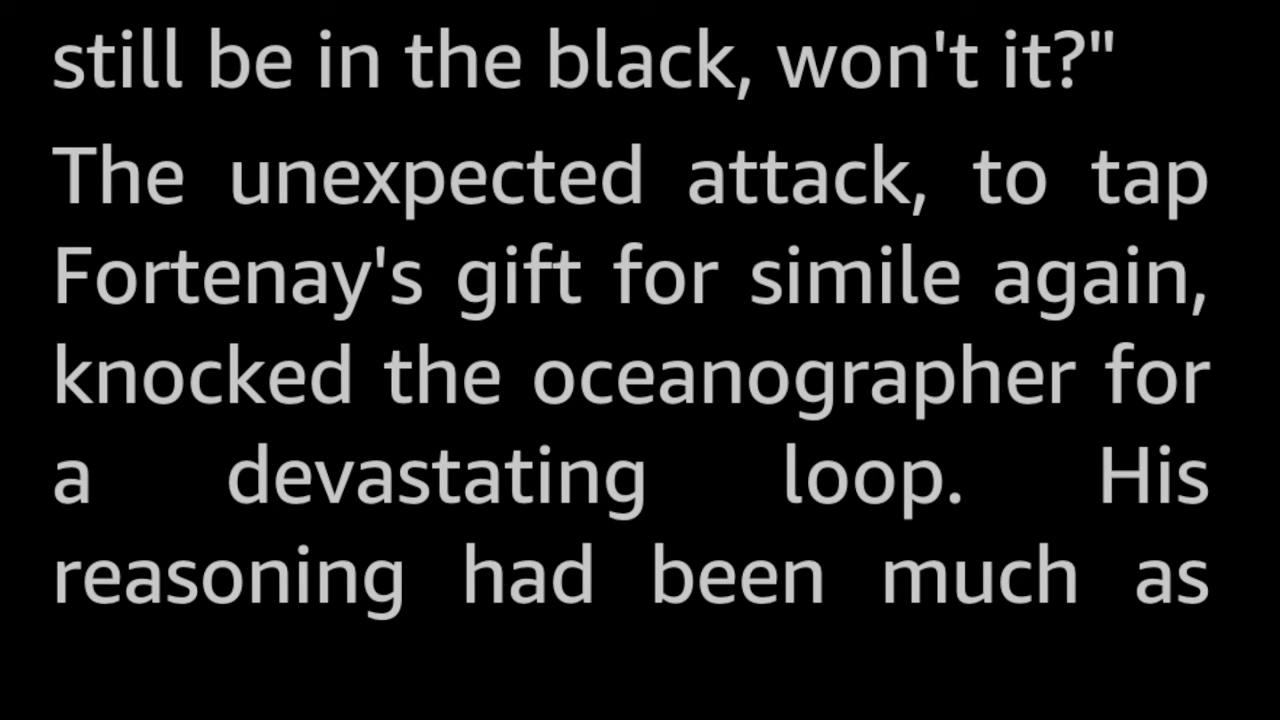 still be in the black, won't it?"
The unexpected attack, to tap
Fortenay's gift for simile again,
knocked the oceanographer for
a devastating loop. His
reasoning had been much as